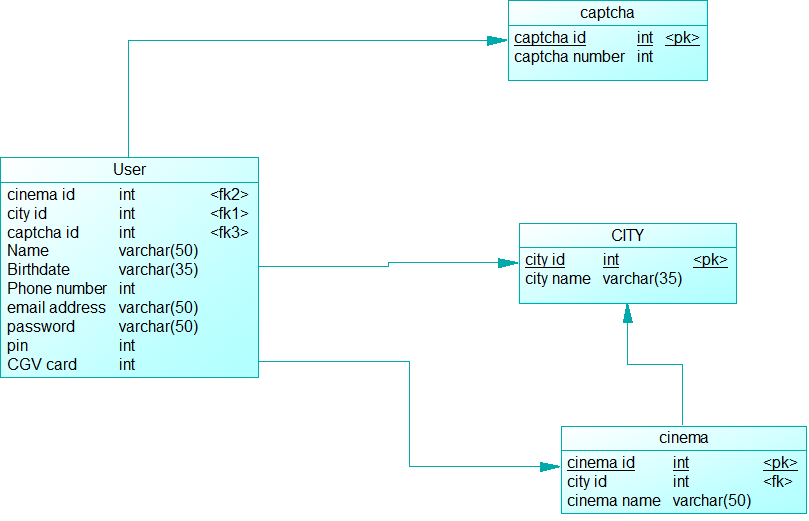 captcha
captcha id int <pk>
captcha number int
User
cinema id int <fk2>
city id int <fk1>
captcha id int <fk3>
Name varchar(50)
Birthdate varchar(35)
Phone number int
email address varchar(50)
password varchar(50)
pin int
CGV card int
CITY
city id int <pk>
city name varchar(35)
cinema
cinema id int <pk>
city id int <fk>
cinema name varchar(50)